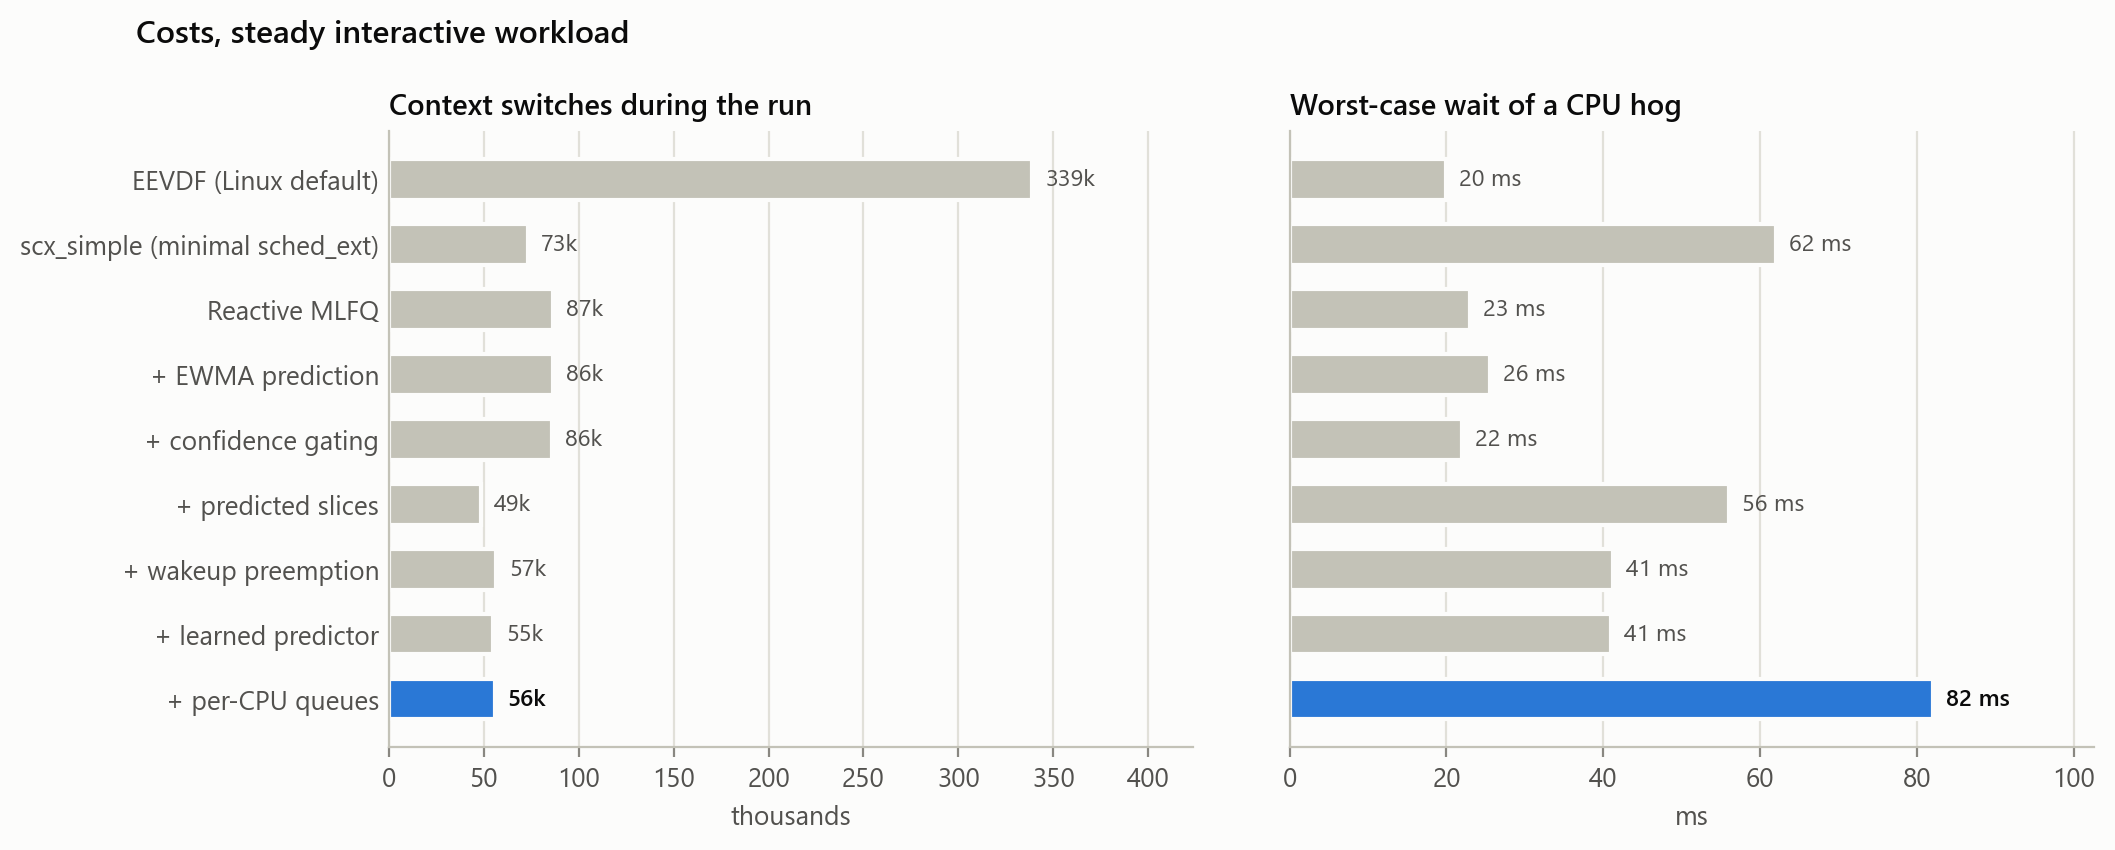 Costs, steady interactive workload
Context switches during the run
EEVDF (Linux default)
339k
scx_simple (minimal sched_ext)
73k
Reactive MLFQ
87k
+ EWMA prediction
86k
+ confidence gating
86k
+ predicted slices
49k
+ wakeup preemption
57k
+ learned predictor
55k
+ per-CPU queues
56k
0 50 100 150 200 250 300 350 400
thousands
Worst-case wait of a CPU hog
20 ms
62 ms
23 ms
26 ms
22 ms
56 ms
41 ms
41 ms
82 ms
0 20 40 60 80 100
ms